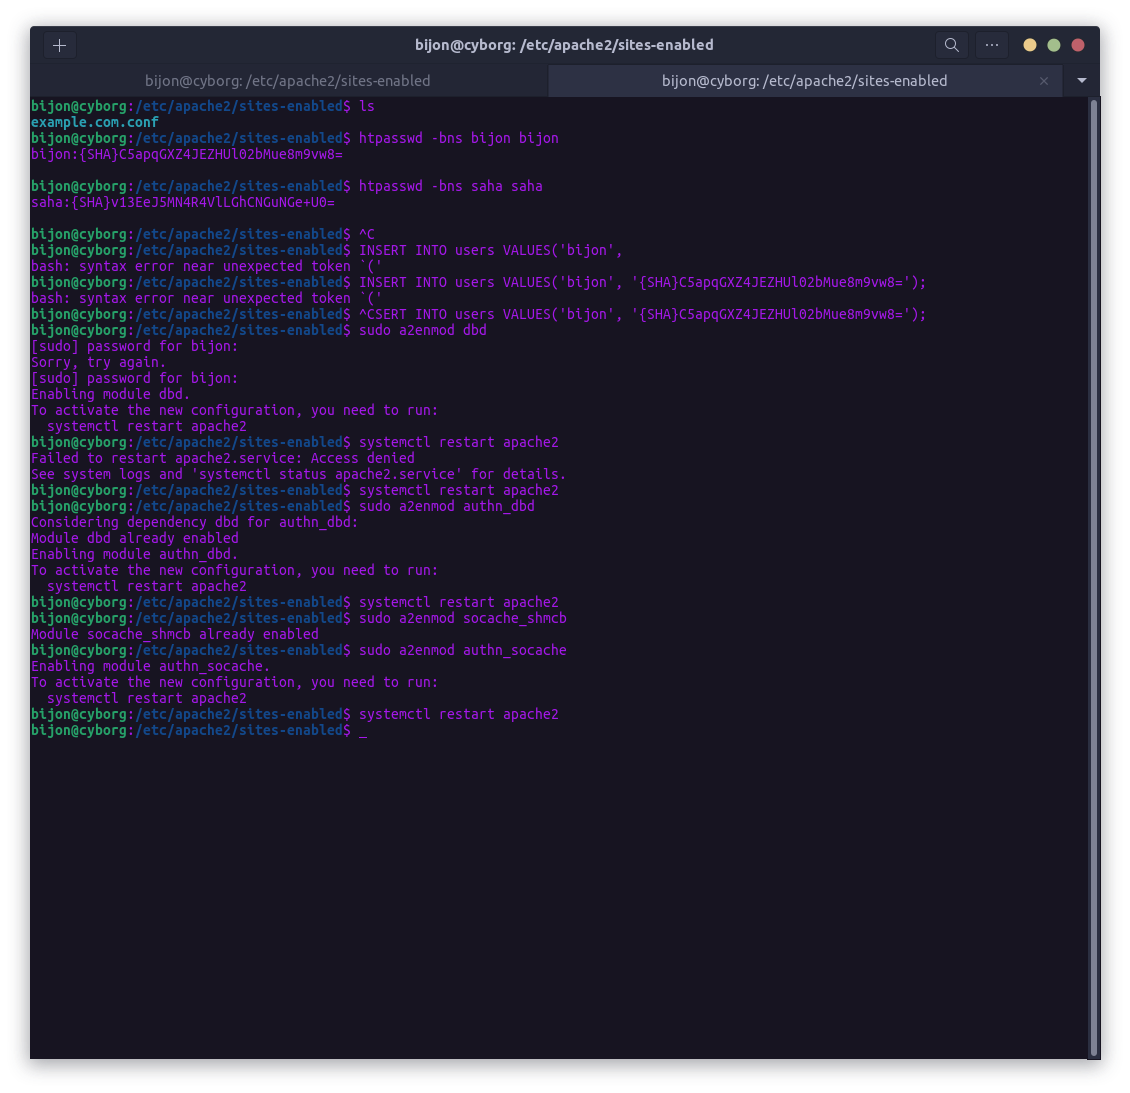 bijon@cyborg: /etc/apache2/sites-enabled
bijon@cyborg: /etc/apache2/sites-enabled
bijon@cyborg: /etc/apache2/sites-enabled
bijon@cyborg:/etc/apache2/sites-enabled$ ls
example.com.conf
bijon@cyborg:/etc/apache2/sites-enabled$ htpasswd -bns bijon bijon
bijon:{SHA}C5apqGXZ4JEZHUl02bMue8m9vw8=
bijon@cyborg:/etc/apache2/sites-enabled$ htpasswd -bns saha saha
saha:{SHA}v13EeJ5MN4R4VlLGhCNGuNGe+U0=
bijon@cyborg:/etc/apache2/sites-enabled$ ^C
bijon@cyborg:/etc/apache2/sites-enabled$ INSERT INTO users VALUES('bijon',
bash: syntax error near unexpected token `('
bijon@cyborg:/etc/apache2/sites-enabled$ INSERT INTO users VALUES('bijon', '{SHA}C5apqGXZ4JEZHUl02bMue8m9vw8=');
bash: syntax error near unexpected token `('
bijon@cyborg:/etc/apache2/sites-enabled$ ^CSERT INTO users VALUES('bijon', '{SHA}C5apqGXZ4JEZHUl02bMue8m9vw8=');
bijon@cyborg:/etc/apache2/sites-enabled$ sudo a2enmod dbd
[sudo] password for bijon:
Sorry, try again.
[sudo] password for bijon:
Enabling module dbd.
To activate the new configuration, you need to run:
  systemctl restart apache2
bijon@cyborg:/etc/apache2/sites-enabled$ systemctl restart apache2
Failed to restart apache2.service: Access denied
See system logs and 'systemctl status apache2.service' for details.
bijon@cyborg:/etc/apache2/sites-enabled$ systemctl restart apache2
bijon@cyborg:/etc/apache2/sites-enabled$ sudo a2enmod authn_dbd
Considering dependency dbd for authn_dbd:
Module dbd already enabled
Enabling module authn_dbd.
To activate the new configuration, you need to run:
  systemctl restart apache2
bijon@cyborg:/etc/apache2/sites-enabled$ systemctl restart apache2
bijon@cyborg:/etc/apache2/sites-enabled$ sudo a2enmod socache_shmcb
Module socache_shmcb already enabled
bijon@cyborg:/etc/apache2/sites-enabled$ sudo a2enmod authn_socache
Enabling module authn_socache.
To activate the new configuration, you need to run:
  systemctl restart apache2
bijon@cyborg:/etc/apache2/sites-enabled$ systemctl restart apache2
bijon@cyborg:/etc/apache2/sites-enabled$ _